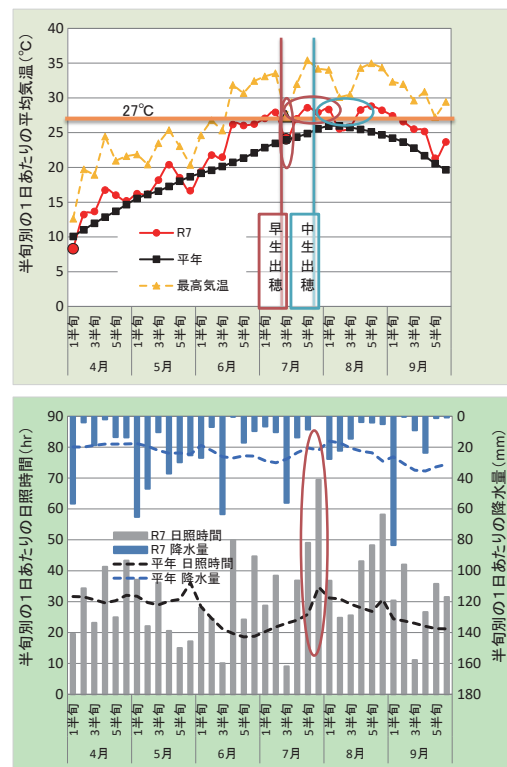 半旬別の１日あたりの平均気温（℃）
40
35
30
25
20
15
10
5
0
27℃
R7
平年
最高気温
早生出穂
中生出穂
1半旬
3半旬
5半旬
1半旬
3半旬
5半旬
1半旬
3半旬
5半旬
1半旬
3半旬
5半旬
1半旬
3半旬
5半旬
1半旬
3半旬
5半旬
4月
5月
6月
7月
8月
9月
半旬別の１日あたりの日照時間（hr）
90
80
70
60
50
40
30
20
10
0
R7 日照時間
R7 降水量
平年 日照時間
平年 降水量
0
20
40
60
80
100
120
140
160
180
半旬別の１日あたりの降水量（mm）
1半旬
3半旬
5半旬
1半旬
3半旬
5半旬
1半旬
3半旬
5半旬
1半旬
3半旬
5半旬
1半旬
3半旬
5半旬
1半旬
3半旬
5半旬
4月
5月
6月
7月
8月
9月